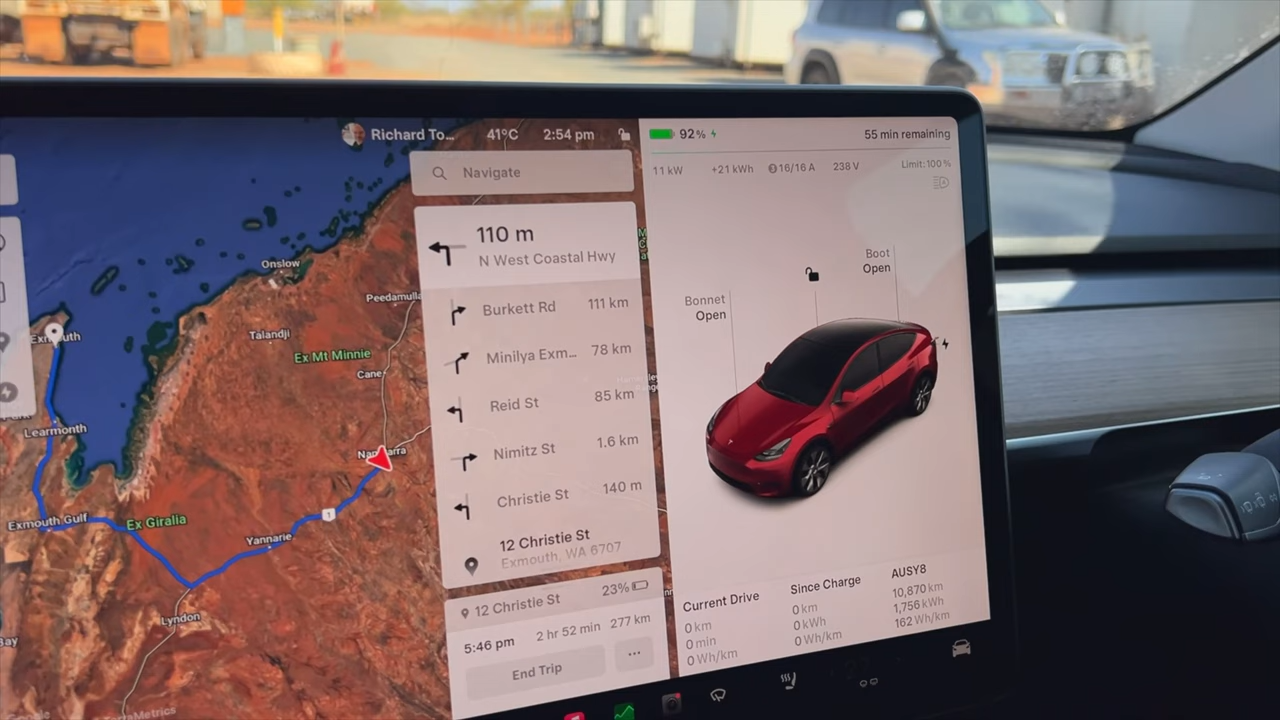 Richard To...
41°C
2:54 pm
Navigate
110 m
N West Coastal Hwy
Burkett Rd 111 km
Minilya Exm... 78 km
Reid St 85 km
Nimitz St 1.6 km
Christie St 140 m
12 Christie St
Exmouth, WA 6707
12 Christie St 23%
5:46 pm 2 hr 52 min 277 km
End Trip
...
Onslow
Peedamulla
Exmouth
Talandji
Ex Mt Minnie
Cane
Learmonth
Exmouth Gulf
Ex Giralia
1
Yannarie
Lyndon
Bay
TerraMetrics
92%
55 min remaining
11 kW +21 kWh 16/16 A 238 V Limit: 100%
Boot
Open
Bonnet
Open
Current Drive
0 km
0 min
0 Wh/km
Since Charge
0 km
0 kWh
0 Wh/km
AUSY8
10,870 km
1,756 kWh
162 Wh/km